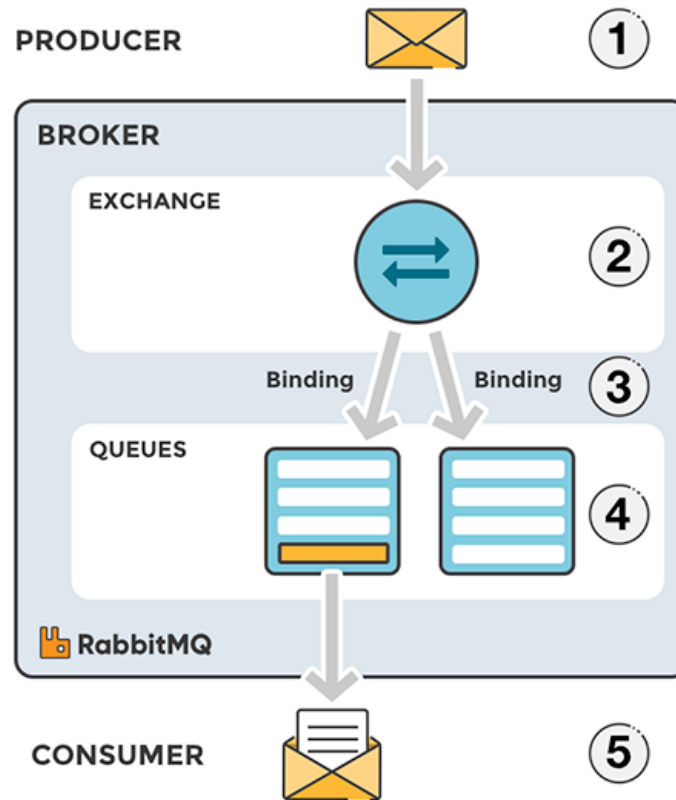 PRODUCER
1
BROKER
EXCHANGE
2
Binding
Binding
3
QUEUES
4
RabbitMQ
CONSUMER
5